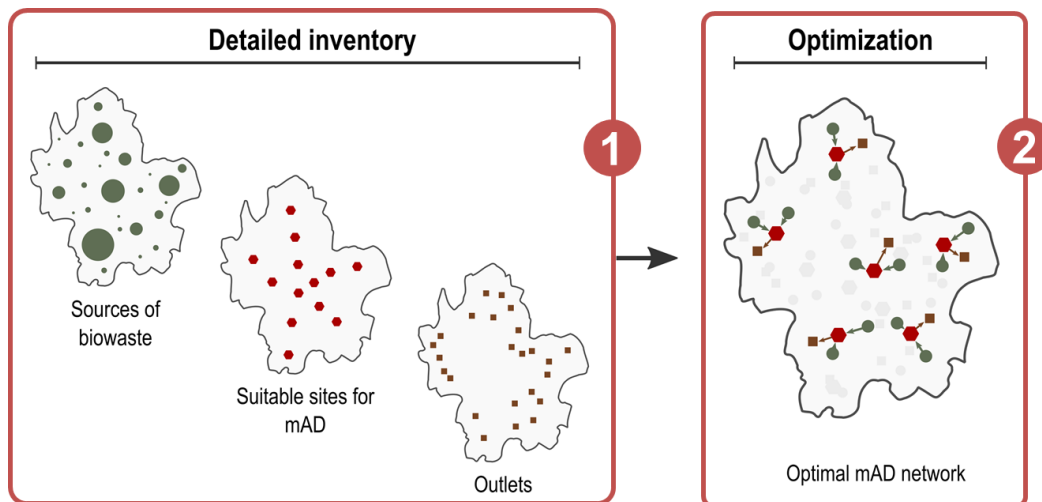 Detailed inventory
1
Sources of
biowaste
Suitable sites for
mAD
Outlets
Optimization
2
Optimal mAD network